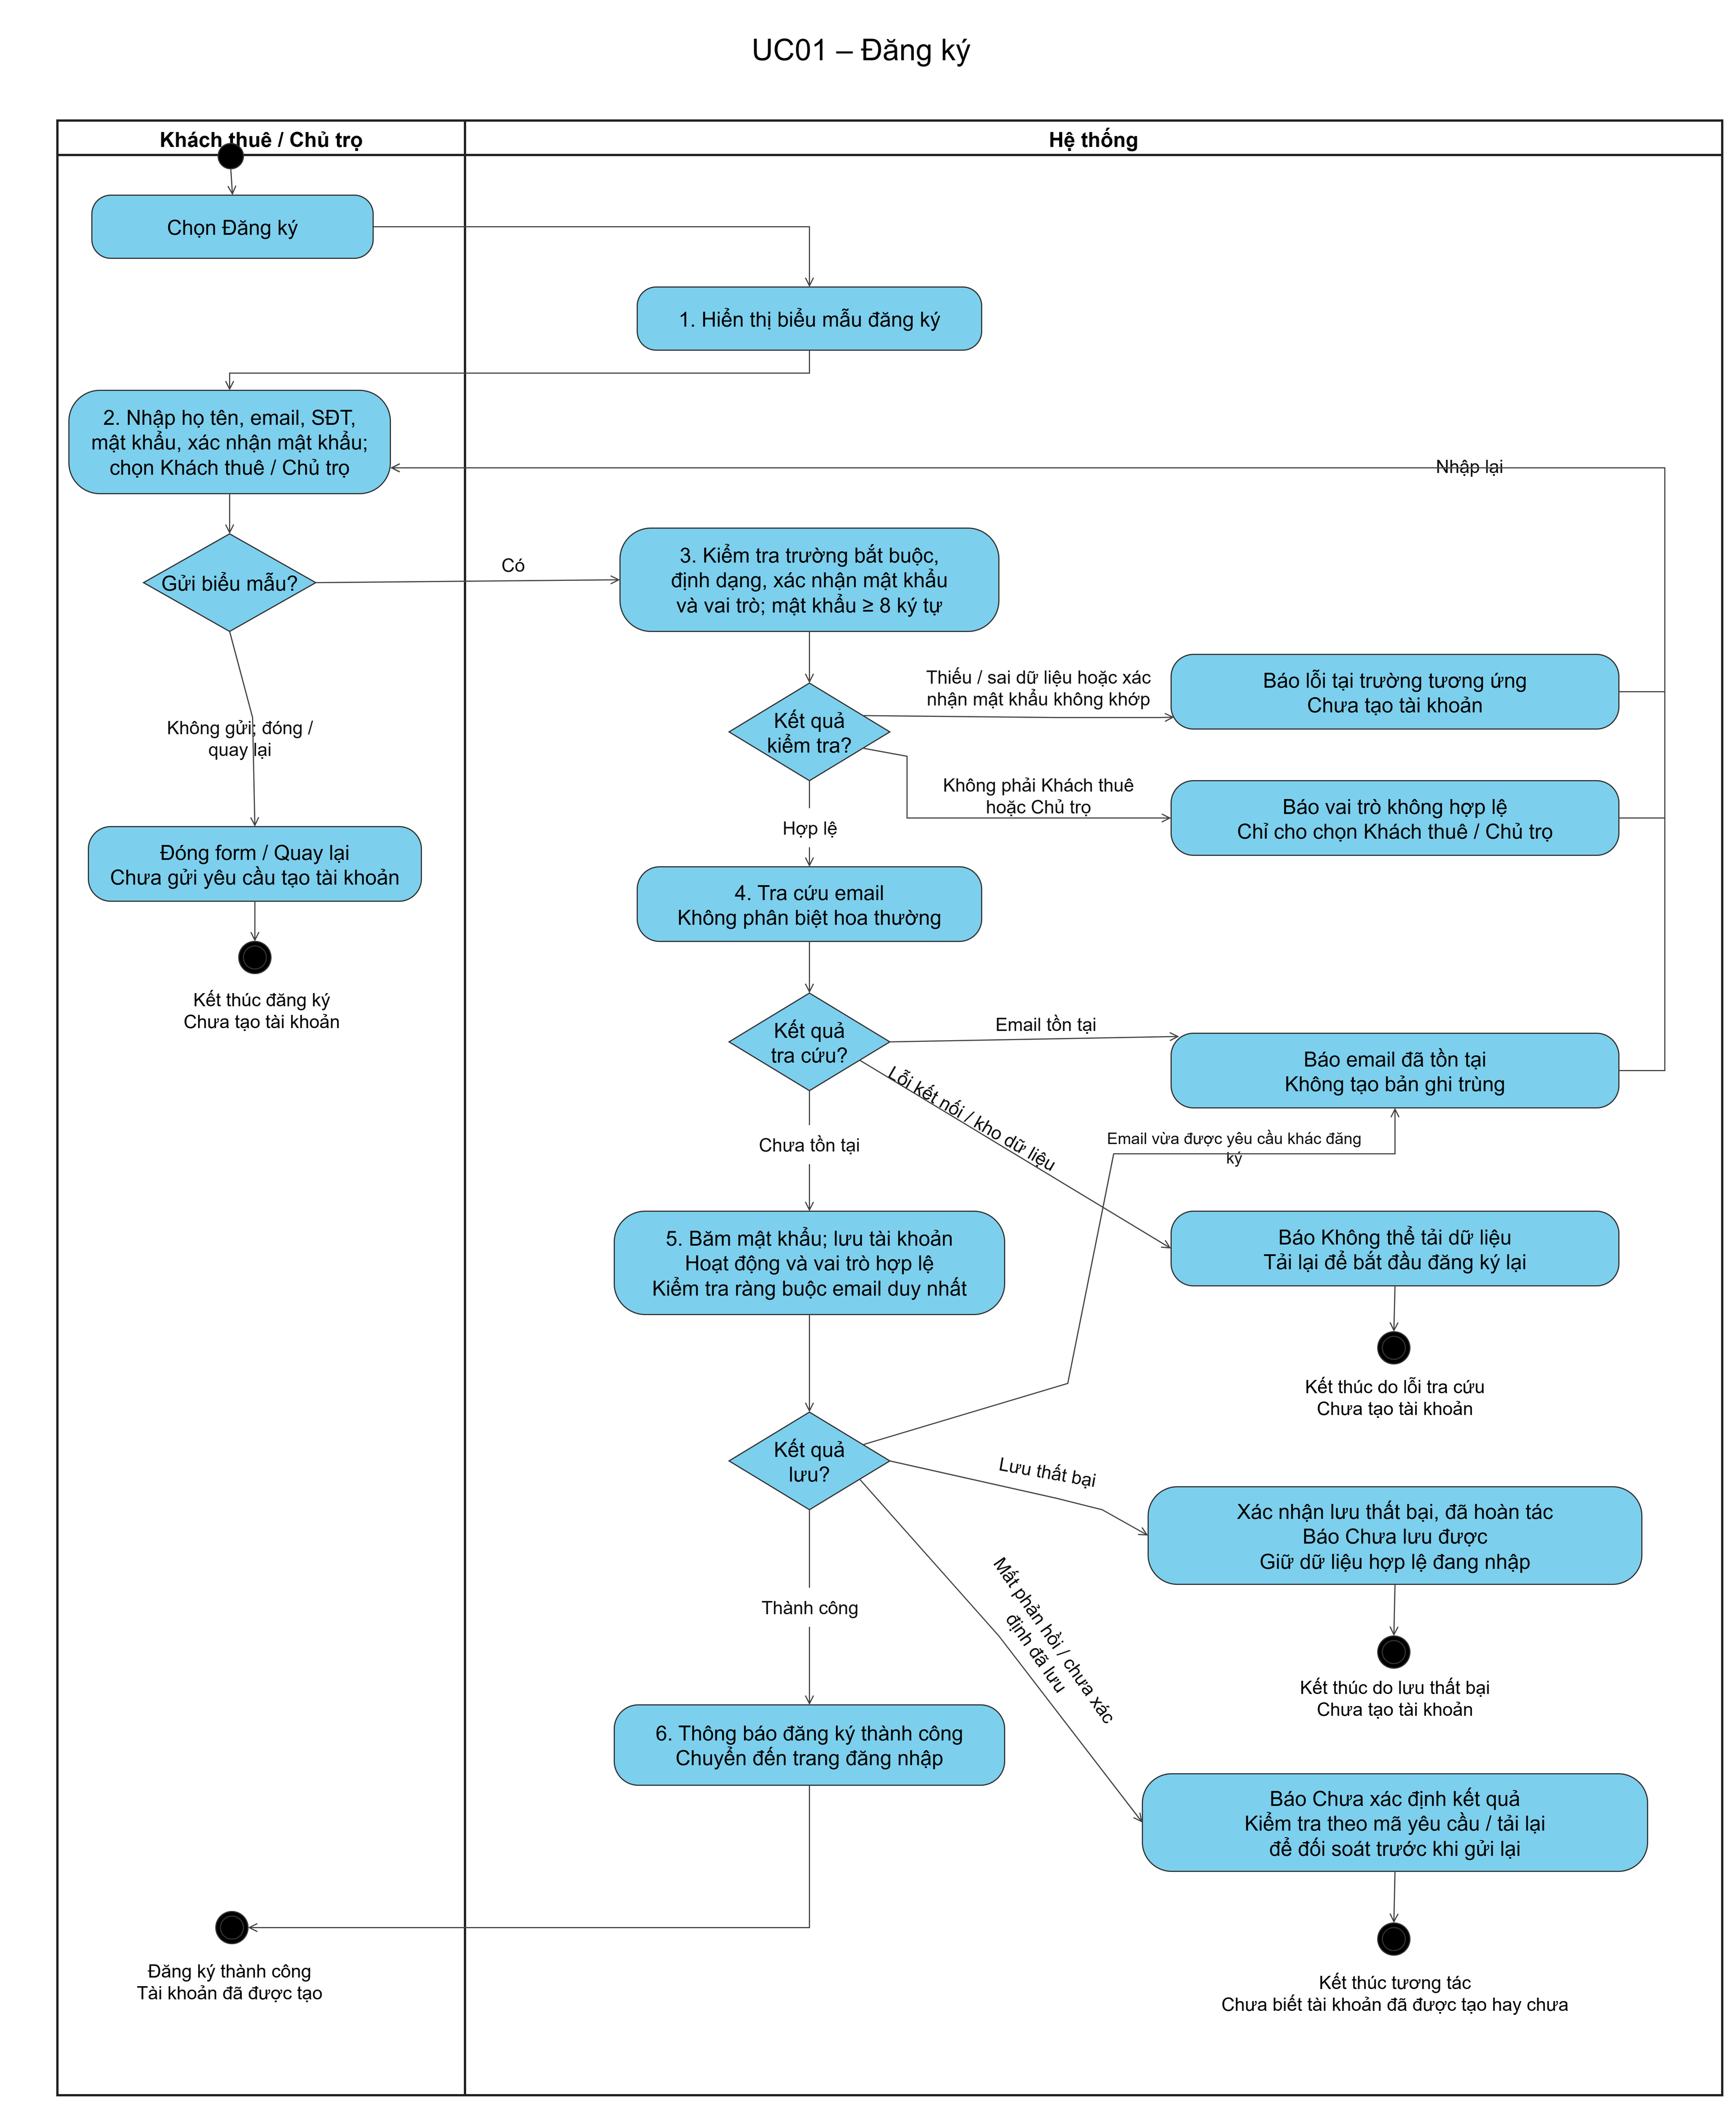 UC01 – Đăng ký
Khách thuê / Chủ trọ
Hệ thống
Chọn Đăng ký
1. Hiển thị biểu mẫu đăng ký
2. Nhập họ tên, email, SĐT,
mật khẩu, xác nhận mật khẩu;
chọn Khách thuê / Chủ trọ
Nhập lại
Gửi biểu mẫu?
Có
3. Kiểm tra trường bắt buộc,
định dạng, xác nhận mật khẩu
và vai trò; mật khẩu ≥ 8 ký tự
Thiếu / sai dữ liệu hoặc xác
nhận mật khẩu không khớp
Báo lỗi tại trường tương ứng
Chưa tạo tài khoản
Kết quả
kiểm tra?
Không gửi; đóng /
quay lại
Không phải Khách thuê
hoặc Chủ trọ
Báo vai trò không hợp lệ
Chỉ cho chọn Khách thuê / Chủ trọ
Hợp lệ
Đóng form / Quay lại
Chưa gửi yêu cầu tạo tài khoản
4. Tra cứu email
Không phân biệt hoa thường
Kết thúc đăng ký
Chưa tạo tài khoản
Kết quả
tra cứu?
Email tồn tại
Báo email đã tồn tại
Không tạo bản ghi trùng
Lỗi kết nối / kho dữ liệu
Chưa tồn tại
Email vừa được yêu cầu khác đăng
ký
5. Băm mật khẩu; lưu tài khoản
Hoạt động và vai trò hợp lệ
Kiểm tra ràng buộc email duy nhất
Báo Không thể tải dữ liệu
Tải lại để bắt đầu đăng ký lại
Kết thúc do lỗi tra cứu
Chưa tạo tài khoản
Kết quả
lưu?
Lưu thất bại
Xác nhận lưu thất bại, đã hoàn tác
Báo Chưa lưu được
Giữ dữ liệu hợp lệ đang nhập
Mất phản hồi / chưa xác
định đã lưu
Thành công
Kết thúc do lưu thất bại
Chưa tạo tài khoản
6. Thông báo đăng ký thành công
Chuyển đến trang đăng nhập
Báo Chưa xác định kết quả
Kiểm tra theo mã yêu cầu / tải lại
để đối soát trước khi gửi lại
Đăng ký thành công
Tài khoản đã được tạo
Kết thúc tương tác
Chưa biết tài khoản đã được tạo hay chưa